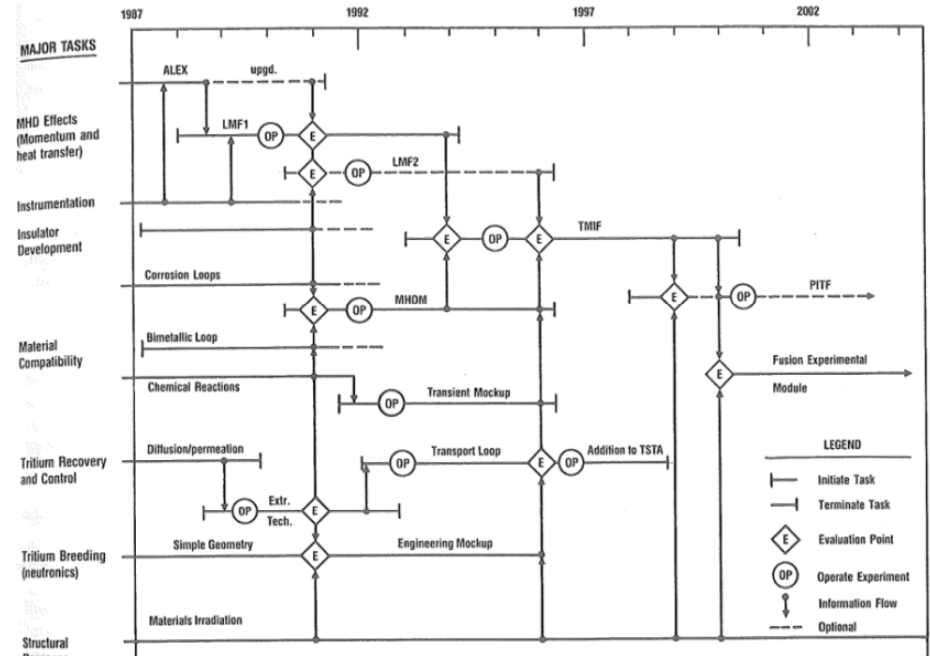 1987 1992 1997 2002
MAJOR TASKS
ALEX upgd.
MHD Effects
(Momentum and
heat transfer)
LMF1 OP E
E OP LMF2
Instrumentation
Insulator
Development
E OP E TMIF
Corrosion Loops
E OP PITF
E OP MHDM
Material
Compatibility
Bimetallic Loop
Chemical Reactions
E Fusion Experimental
Module
OP Transient Mockup
Tritium Recovery
and Control
Diffusion/permeation
OP Transport Loop E OP Addition to TSTA
OP Extr.
Tech. E
Tritium Breeding
(neutronics)
Simple Geometry E Engineering Mockup
Materials Irradiation
Structural
LEGEND
Initiate Task
Terminate Task
E Evaluation Point
OP Operate Experiment
Information Flow
Optional